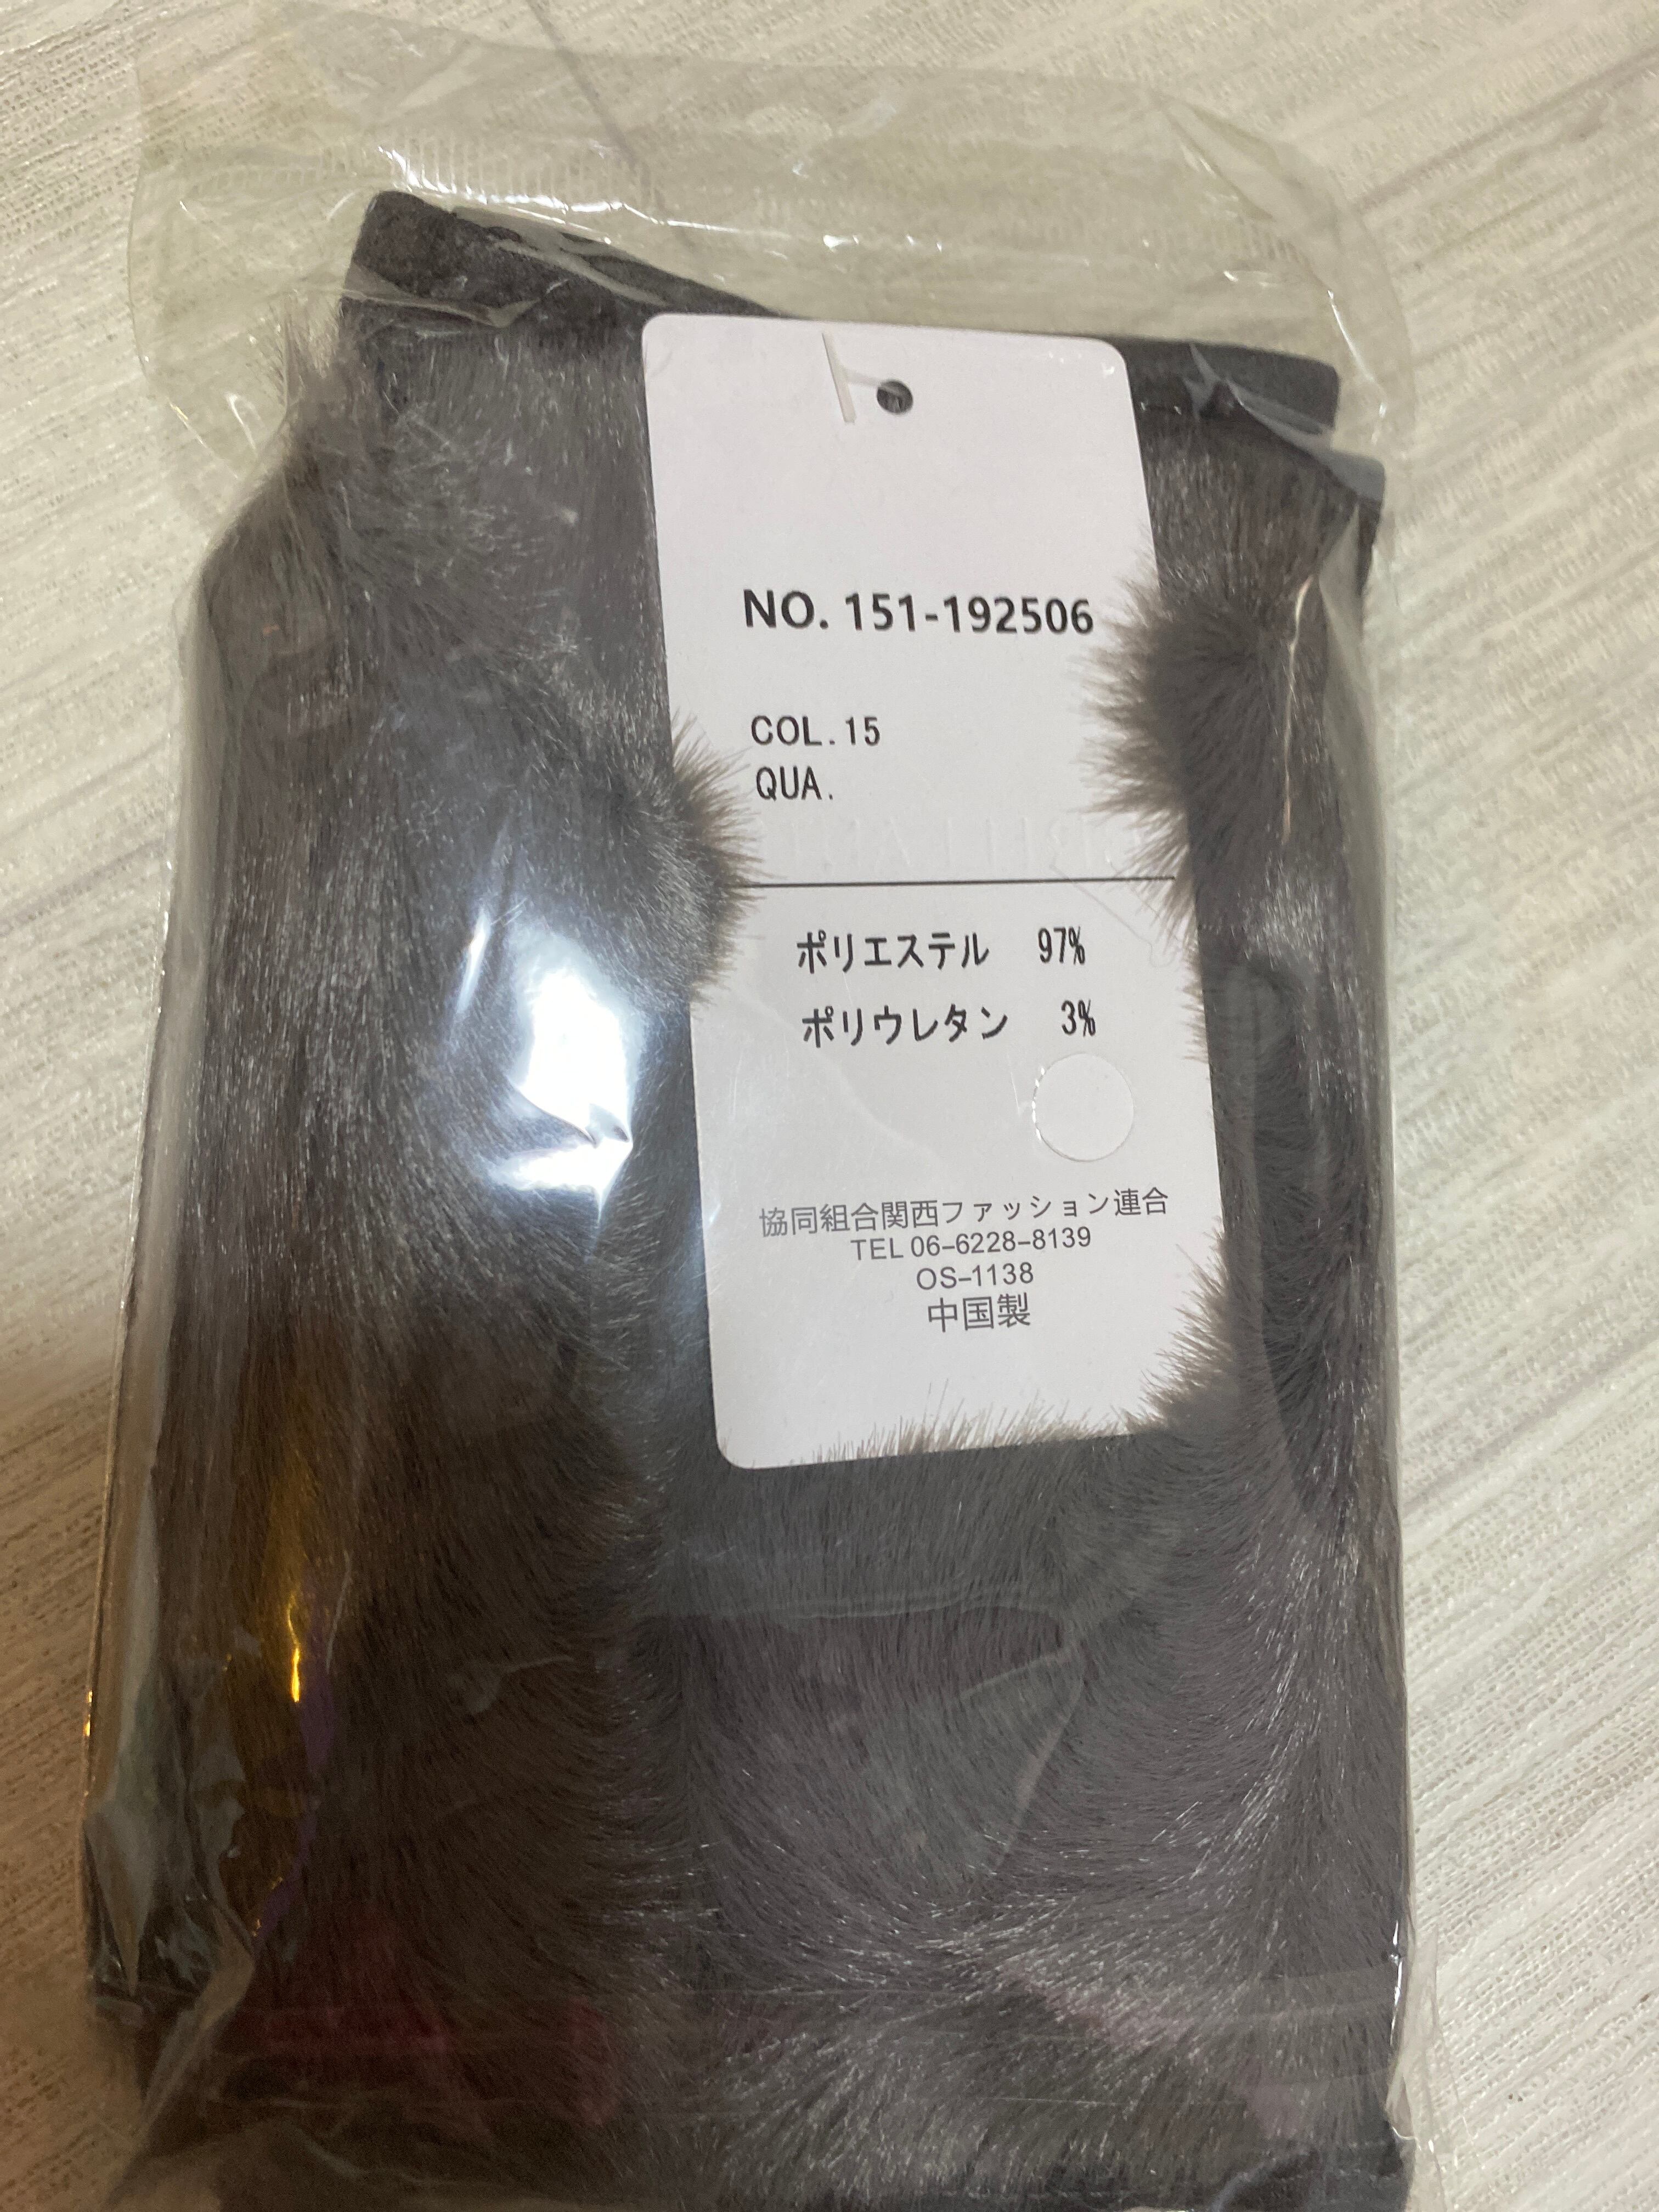 NO. 151-192506
COL.15
QUA.
ポリエステル 97%
ポリウレタン 3%
協同組合関西ファッション連合
TEL 06-6228-8139
OS-1138
中国製